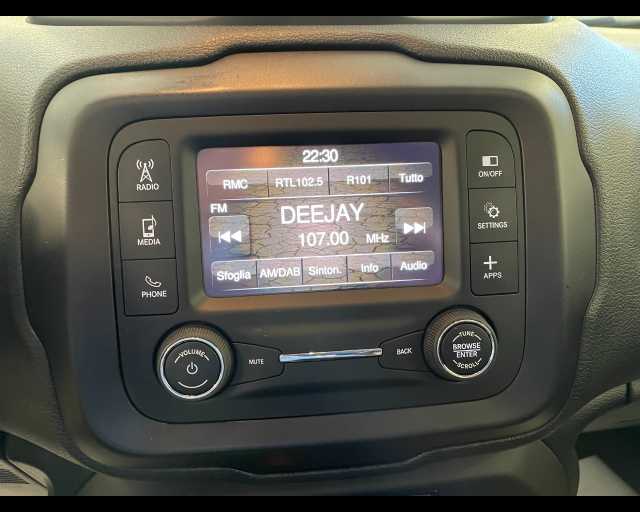 22:30
RMC RTL102.5 R101 Tutto
FM
DEEJAY
107.00 MHz
Sfoglia AM/DAB Sinton. Info Audio
RADIO
MEDIA
PHONE
ON/OFF
SETTINGS
APPS
VOLUME
MUTE
BACK
TUNE
BROWSE
ENTER
SCROLL